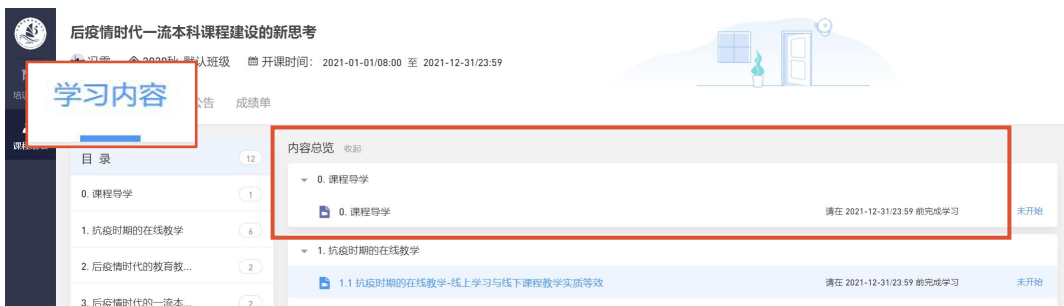 后疫情时代一流本科课程建设的新思考
2020秋-默认班级 开课时间: 2021-01-01/08:00 至 2021-12-31/23:59
学习内容
公告 成绩单
目 录 12
内容总览 收起
0. 课程导学
0. 课程导学 1
0. 课程导学 请在 2021-12-31/23:59 前完成学习 未开始
1. 抗疫时期的在线教学 6
1. 抗疫时期的在线教学
2. 后疫情时代的教育教... 2
1.1 抗疫时期的在线教学-线上学习与线下课程教学实质等效 请在 2021-12-31/23:59 前完成学习 未开始
3. 后疫情时代的一流本... 2